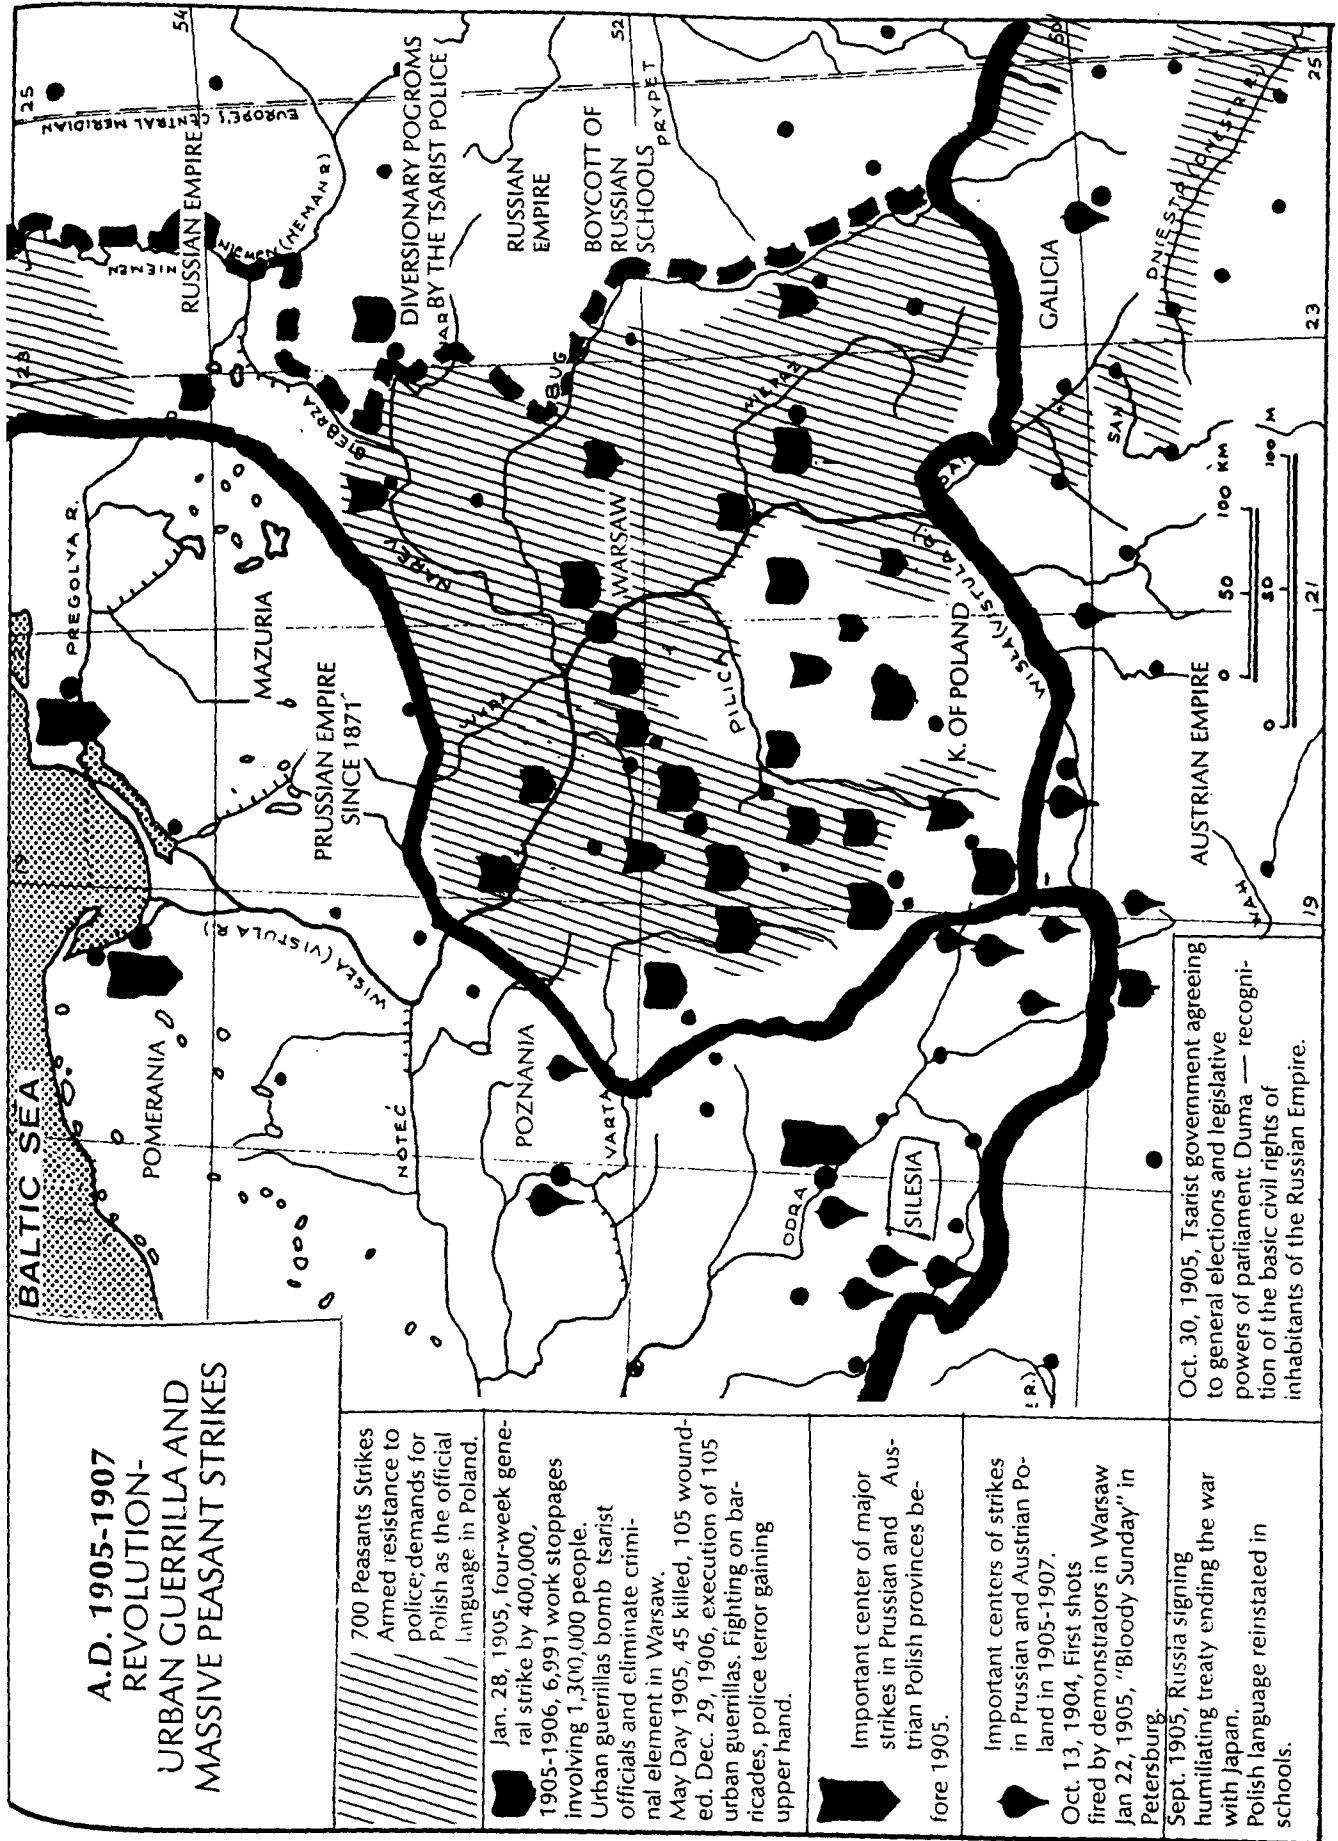 A.D. 1905-1907
REVOLUTION-
URBAN GUERRILLA AND
MASSIVE PEASANT STRIKES
700 Peasants Strikes
Armed resistance to
police; demands for
Polish as the official
language in Poland.
Jan. 28, 1905, four-week gene-
ral strike by 400,000,
1905-1906, 6,991 work stoppages
involving 1,300,000 people.
Urban guerrillas bomb tsarist
officials and eliminate crimi-
nal element in Warsaw.
May Day 1905, 45 killed, 105 wound-
ed. Dec. 29, 1906, execution of 105
urban guerrillas. Fighting on bar-
ricades, police terror gaining
upper hand.
Important center of major
strikes in Prussian and Aus-
trian Polish provinces be-
fore 1905.
Important centers of strikes
in Prussian and Austrian Po-
land in 1905-1907.
Oct. 13, 1904, First shots
fired by demonstrators in Warsaw
Jan 22, 1905, "Bloody Sunday" in
Petersburg.
Sept. 1905, Russia signing
humiliating treaty ending the war
with Japan.
Polish language reinstated in
schools.
Oct. 30, 1905, Tsarist government agreeing
to general elections and legislative
powers of parliament: Duma — recogni-
tion of the basic civil rights of
inhabitants of the Russian Empire.
BALTIC SEA
POMERANIA
WISŁA (VISTULA R)
NOTEĆ
POZNANIA
VARTA
ODRA
SILESIA
PREGOLYA R.
MAZURIA
PRUSSIAN EMPIRE
SINCE 1871
WKRA
NAREW
BIEBRZA
WARSAW
PILICA
K. OF POLAND
WISŁA (VISTULA R.)
WIEPRZ
BUG
SAN
SAN
NIEMEN
(NEMAN R)
RUSSIAN EMPIRE
EUROPE'S CENTRAL MERIDIAN
DIVERSIONARY POGROMS
BY THE TSARIST POLICE
RUSSIAN
EMPIRE
BOYCOTT OF
RUSSIAN
SCHOOLS
PRYPET
GALICIA
DNIESTR (DNESTR R.)
AUSTRIAN EMPIRE
VAH
R.)
0 50 100 KM
0 80 100 M
54
52
50
25
25
23
23
21
21
19
19